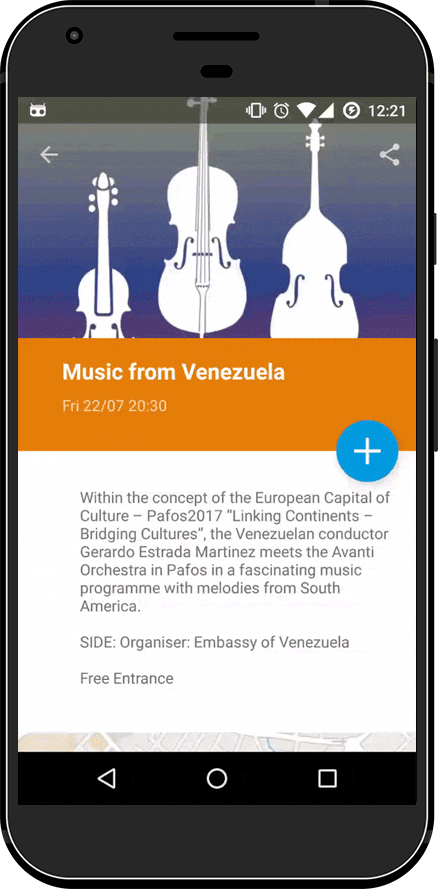 12:21
Music from Venezuela
Fri 22/07 20:30
Within the concept of the European Capital of
Culture – Pafos2017 “Linking Continents –
Bridging Cultures”, the Venezuelan conductor
Gerardo Estrada Martinez meets the Avanti
Orchestra in Pafos in a fascinating music
programme with melodies from South
America.
SIDE: Organiser: Embassy of Venezuela
Free Entrance